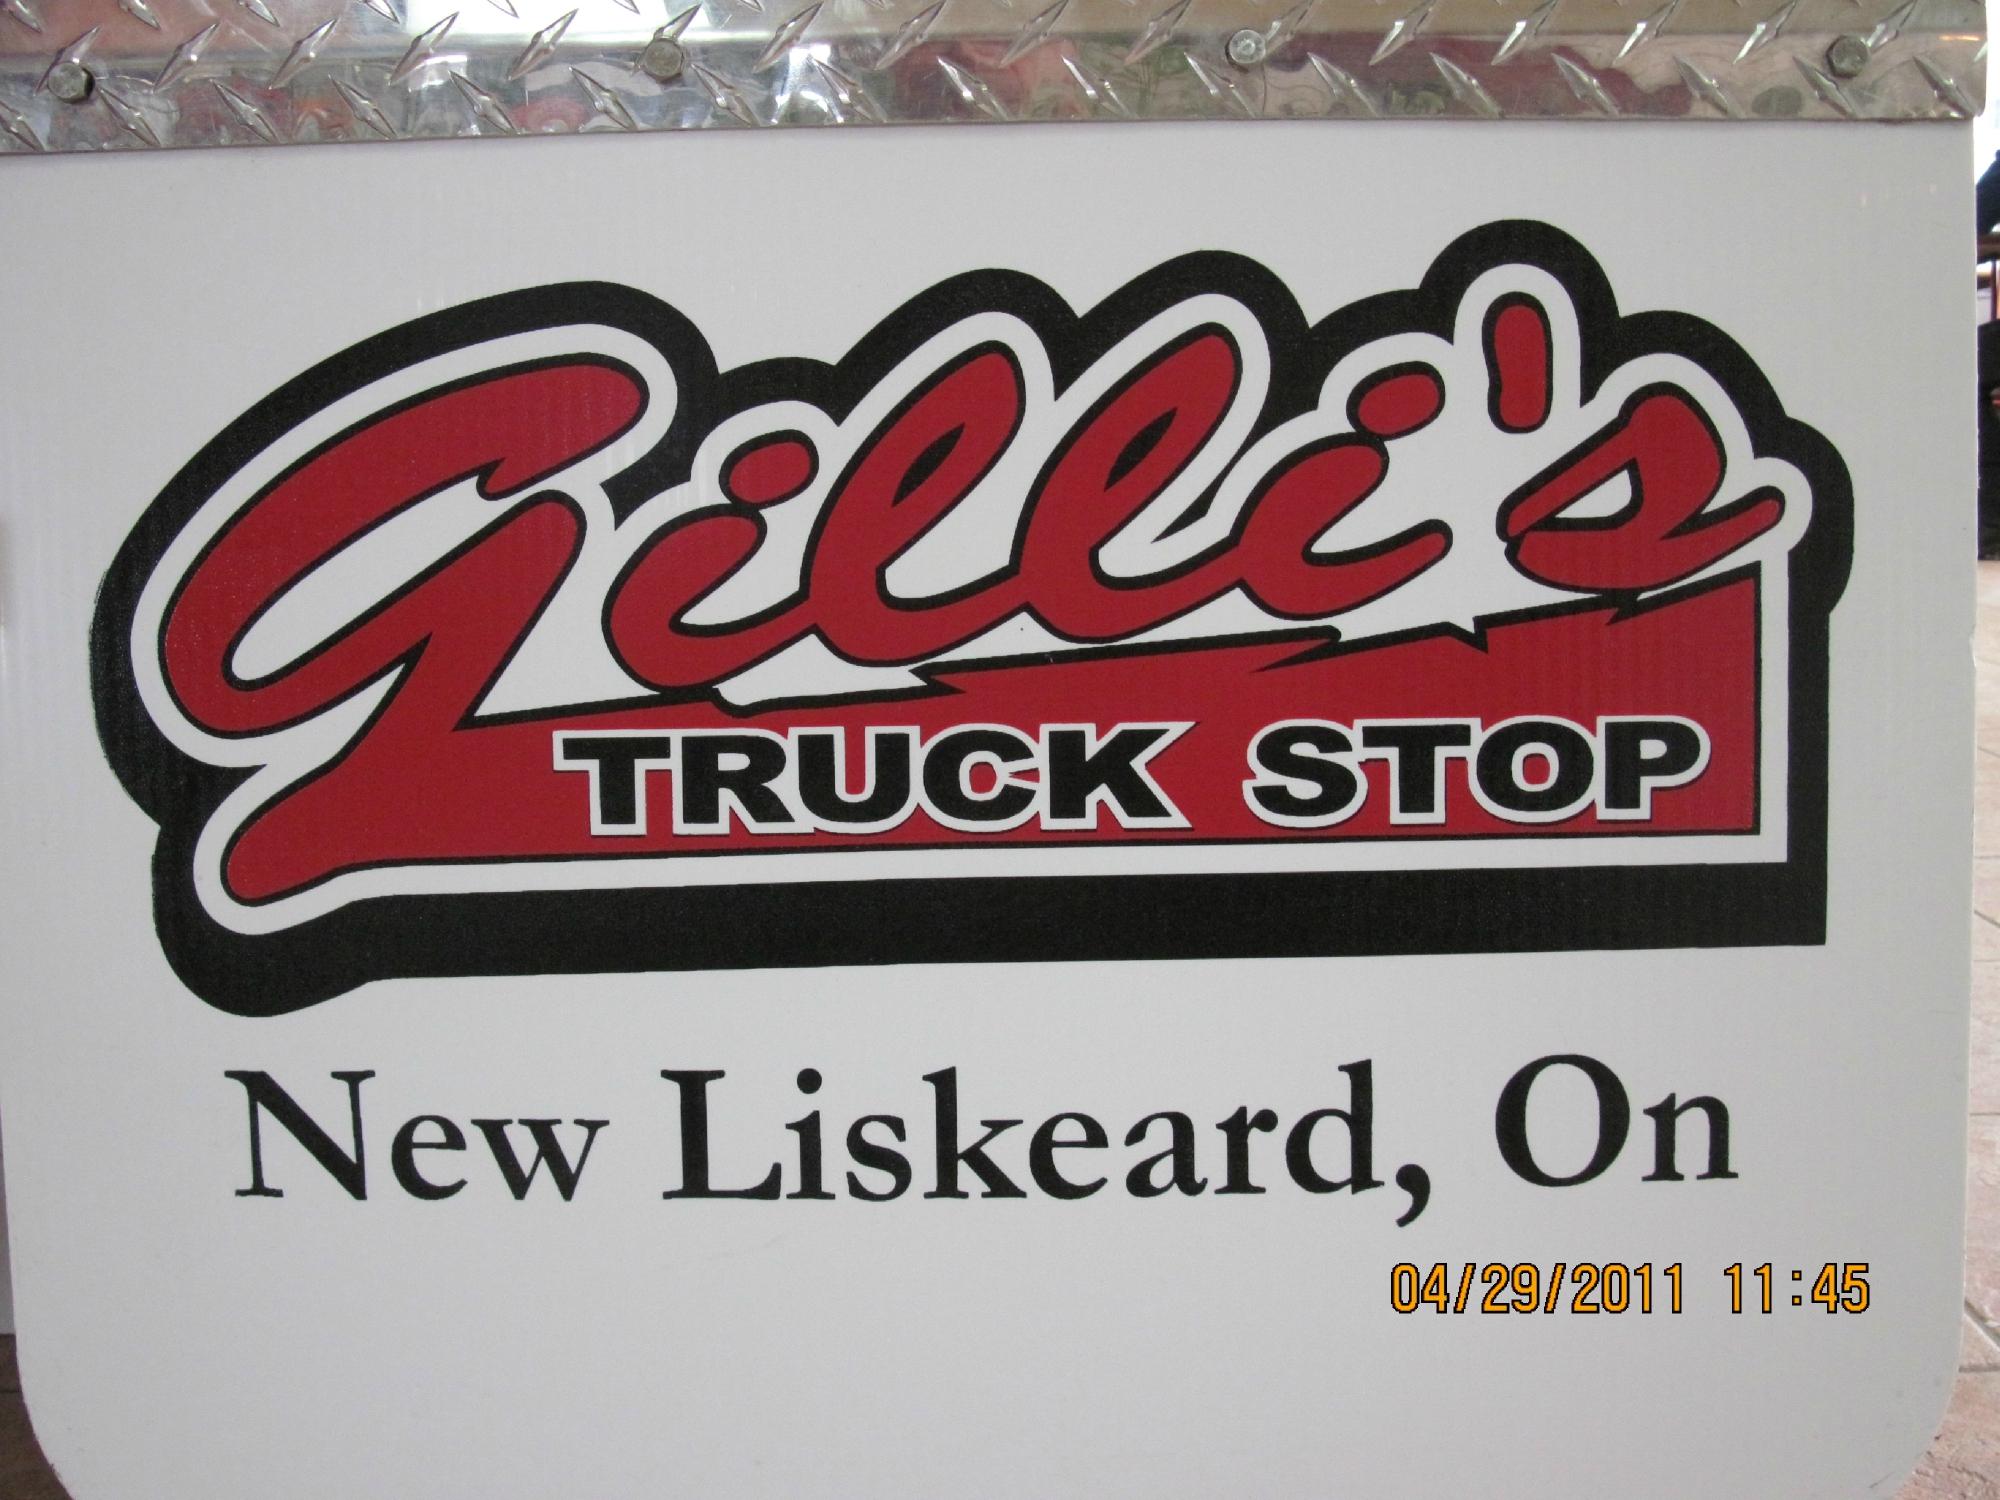 Gilli's
TRUCK STOP
New Liskeard, On
04/29/2011 11:45